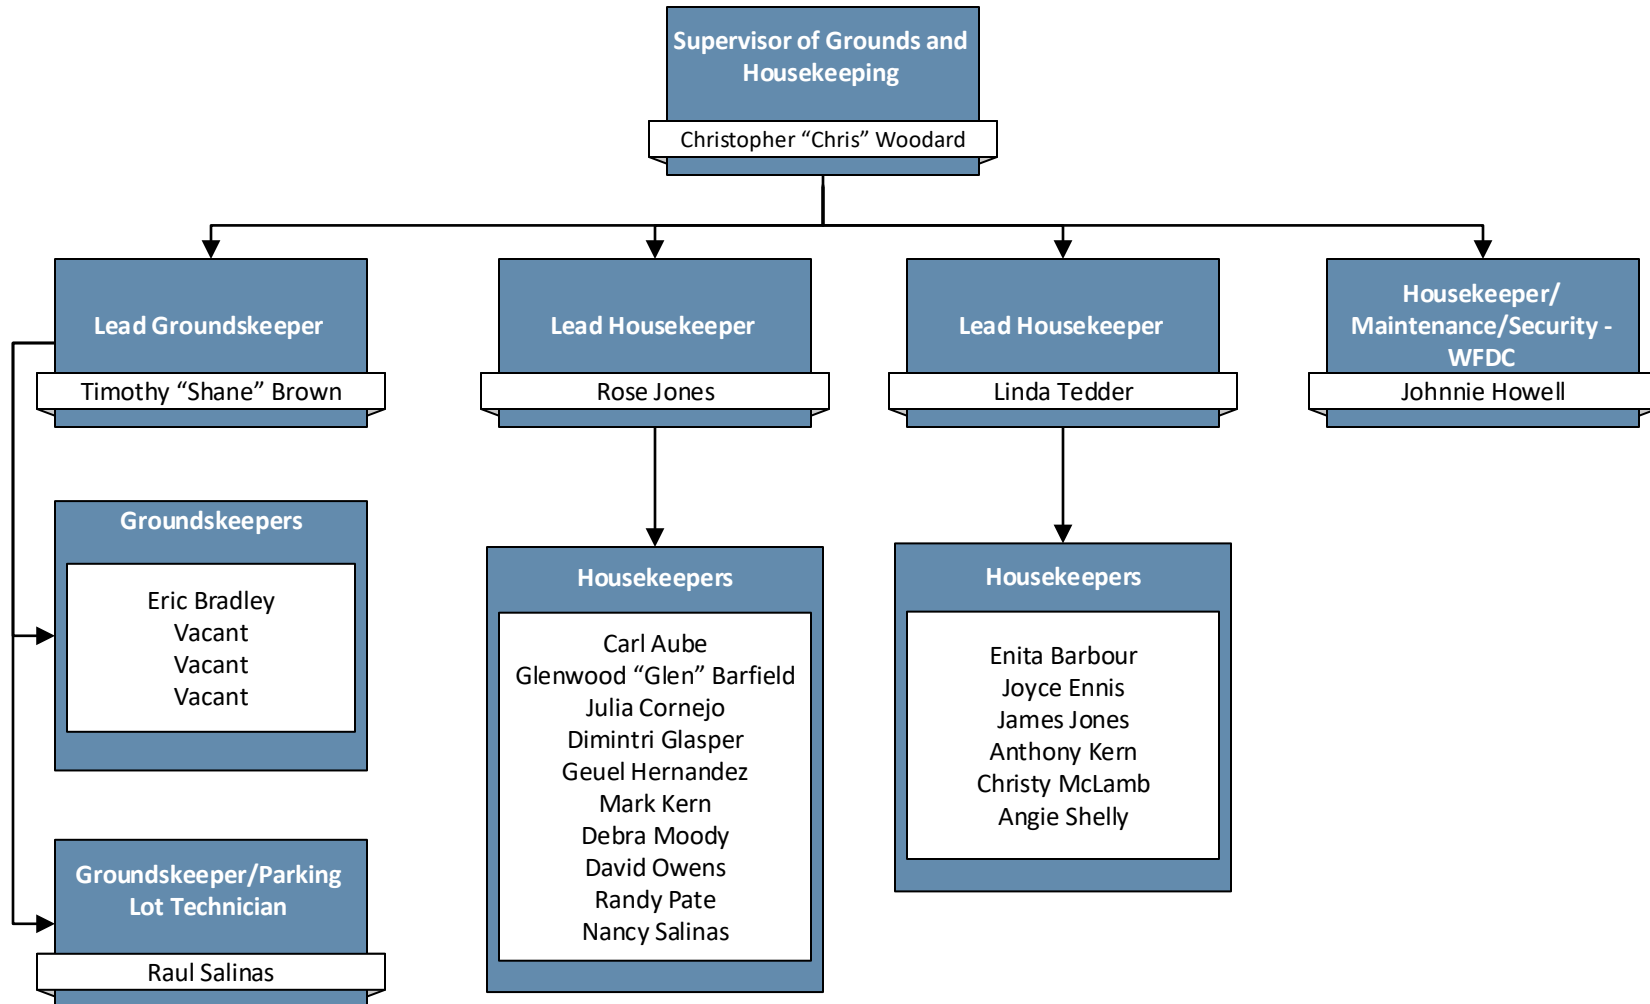 Supervisor of Grounds and
Housekeeping
Christopher “Chris” Woodard
Lead Groundskeeper
Timothy “Shane” Brown
Lead Housekeeper
Rose Jones
Lead Housekeeper
Linda Tedder
Housekeeper/
Maintenance/Security -
WFDC
Johnnie Howell
Groundskeepers
Eric Bradley
Vacant
Vacant
Vacant
Groundskeeper/Parking
Lot Technician
Raul Salinas
Housekeepers
Carl Aube
Glenwood “Glen” Barfield
Julia Cornejo
Dimintri Glasper
Geuel Hernandez
Mark Kern
Debra Moody
David Owens
Randy Pate
Nancy Salinas
Housekeepers
Enita Barbour
Joyce Ennis
James Jones
Anthony Kern
Christy McLamb
Angie Shelly